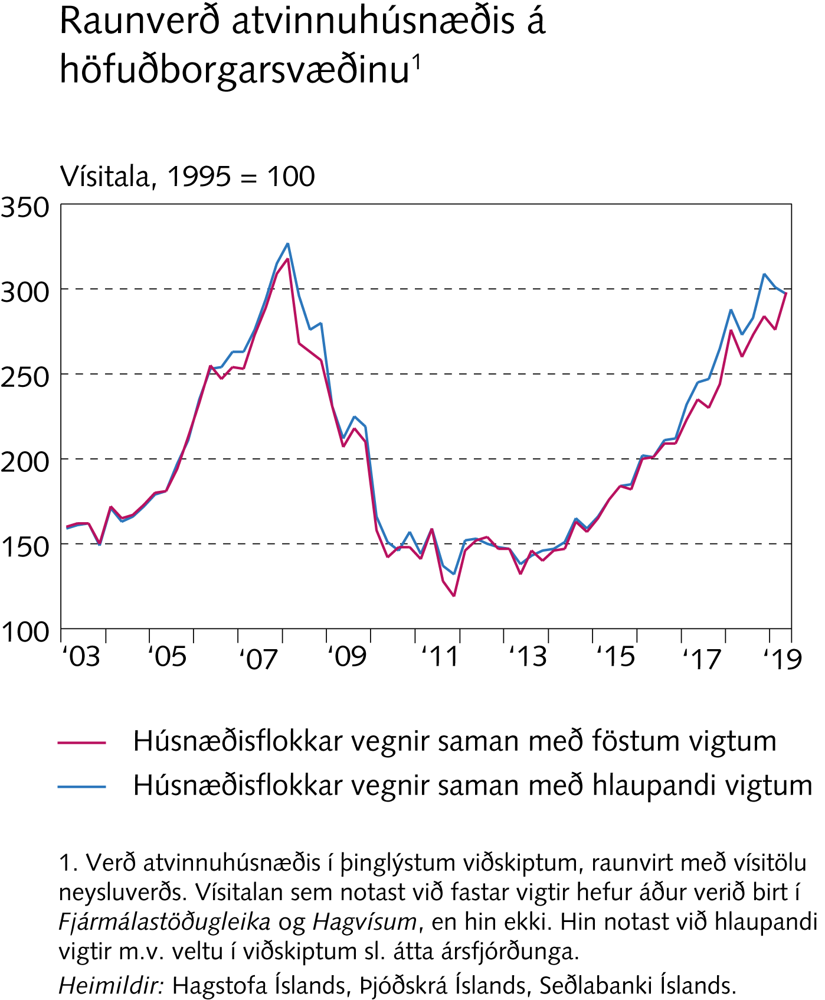 Raunverð atvinnuhúsnæðis á
höfuðborgarsvæðinu¹
Vísitala, 1995 = 100
350
300
250
200
150
100
‘03 ‘05 ‘07 ‘09 ‘11 ‘13 ‘15 ‘17 ‘19
Húsnæðisflokkar vegnir saman með föstum vigtum
Húsnæðisflokkar vegnir saman með hlaupandi vigtum
1. Verð atvinnuhúsnæðis í þinglýstum viðskiptum, raunvirt með vísitölu
neysluverðs. Vísitalan sem notast við fastar vigtir hefur áður verið birt í
Fjármálastöðugleika og Hagvísum, en hin ekki. Hin notast við hlaupandi
vigtir m.v. veltu í viðskiptum sl. átta ársfjórðunga.
Heimildir: Hagstofa Íslands, Þjóðskrá Íslands, Seðlabanki Íslands.